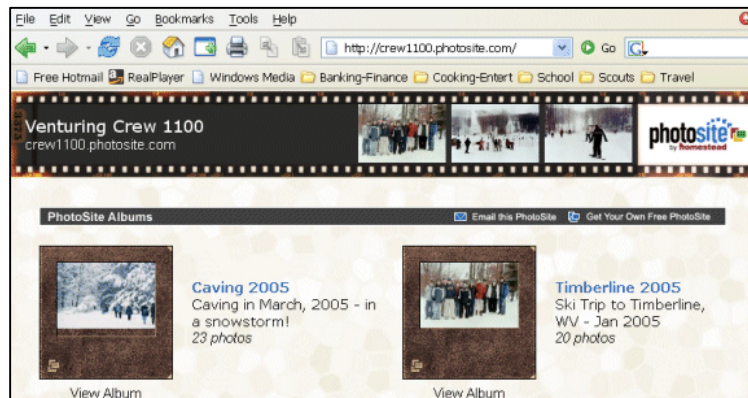 File Edit View Go Bookmarks Tools Help
http://crew1100.photosite.com/ Go G
Free Hotmail RealPlayer Windows Media Banking-Finance Cooking-Entert School Scouts Travel
Venturing Crew 1100
crew1100.photosite.com
photosite
by homestead
PhotoSite Albums Email this PhotoSite Get Your Own Free PhotoSite
Caving 2005
Caving in March, 2005 - in
a snowstorm!
23 photos
View Album
Timberline 2005
Ski Trip to Timberline,
WV - Jan 2005
20 photos
View Album